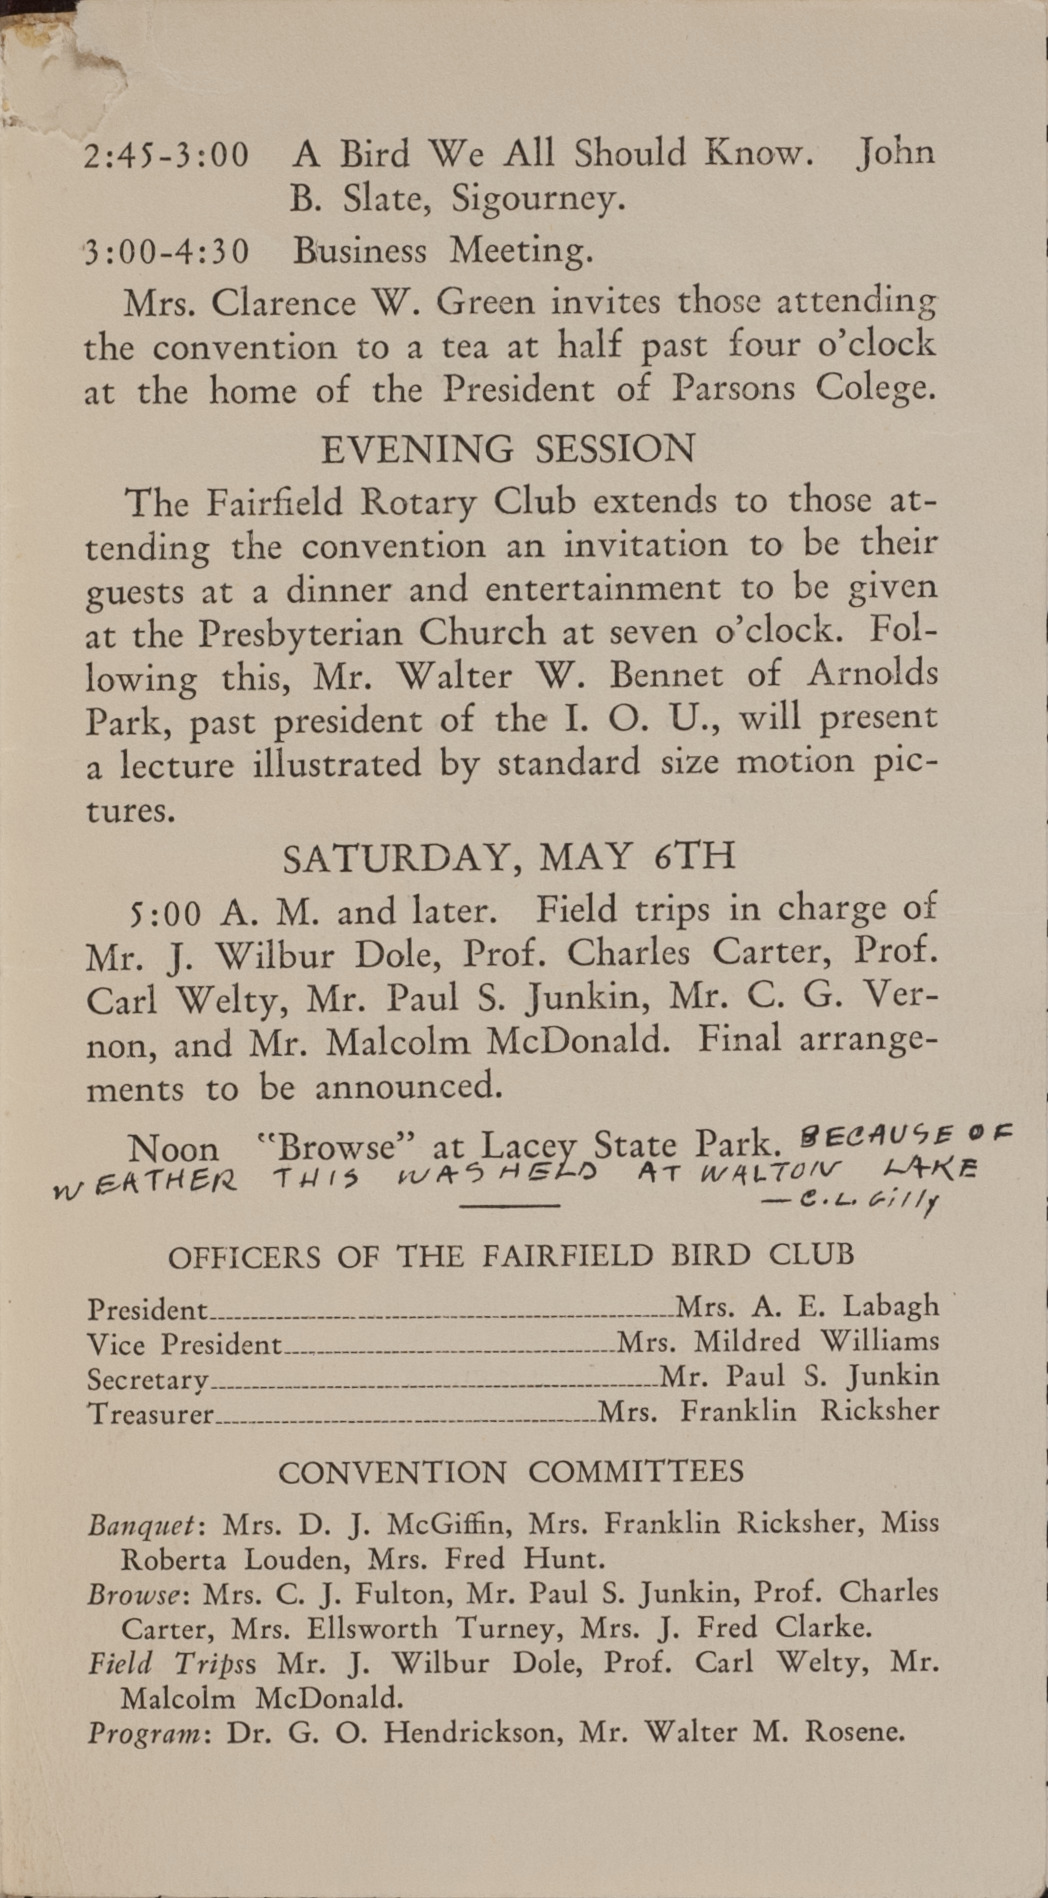 2:45-3:00 A Bird We All Should Know. John
B. Slate, Sigourney.
3:00-4:30 Business Meeting.
Mrs. Clarence W. Green invites those attending
the convention to a tea at half past four o'clock
at the home of the President of Parsons Colege.
EVENING SESSION
The Fairfield Rotary Club extends to those at-
tending the convention an invitation to be their
guests at a dinner and entertainment to be given
at the Presbyterian Church at seven o'clock. Fol-
lowing this, Mr. Walter W. Bennet of Arnolds
Park, past president of the I. O. U., will present
a lecture illustrated by standard size motion pic-
tures.
SATURDAY, MAY 6TH
5:00 A. M. and later. Field trips in charge of
Mr. J. Wilbur Dole, Prof. Charles Carter, Prof.
Carl Welty, Mr. Paul S. Junkin, Mr. C. G. Ver-
non, and Mr. Malcolm McDonald. Final arrange-
ments to be announced.
Noon "Browse" at Lacey State Park. BECAUSE OF
WEATHER THIS WAS HELD AT WALTON LAKE
— C.L. Gilly
OFFICERS OF THE FAIRFIELD BIRD CLUB
President Mrs. A. E. Labagh
Vice President Mrs. Mildred Williams
Secretary Mr. Paul S. Junkin
Treasurer Mrs. Franklin Ricksher
CONVENTION COMMITTEES
Banquet: Mrs. D. J. McGiffin, Mrs. Franklin Ricksher, Miss
Roberta Louden, Mrs. Fred Hunt.
Browse: Mrs. C. J. Fulton, Mr. Paul S. Junkin, Prof. Charles
Carter, Mrs. Ellsworth Turney, Mrs. J. Fred Clarke.
Field Tripss Mr. J. Wilbur Dole, Prof. Carl Welty, Mr.
Malcolm McDonald.
Program: Dr. G. O. Hendrickson, Mr. Walter M. Rosene.